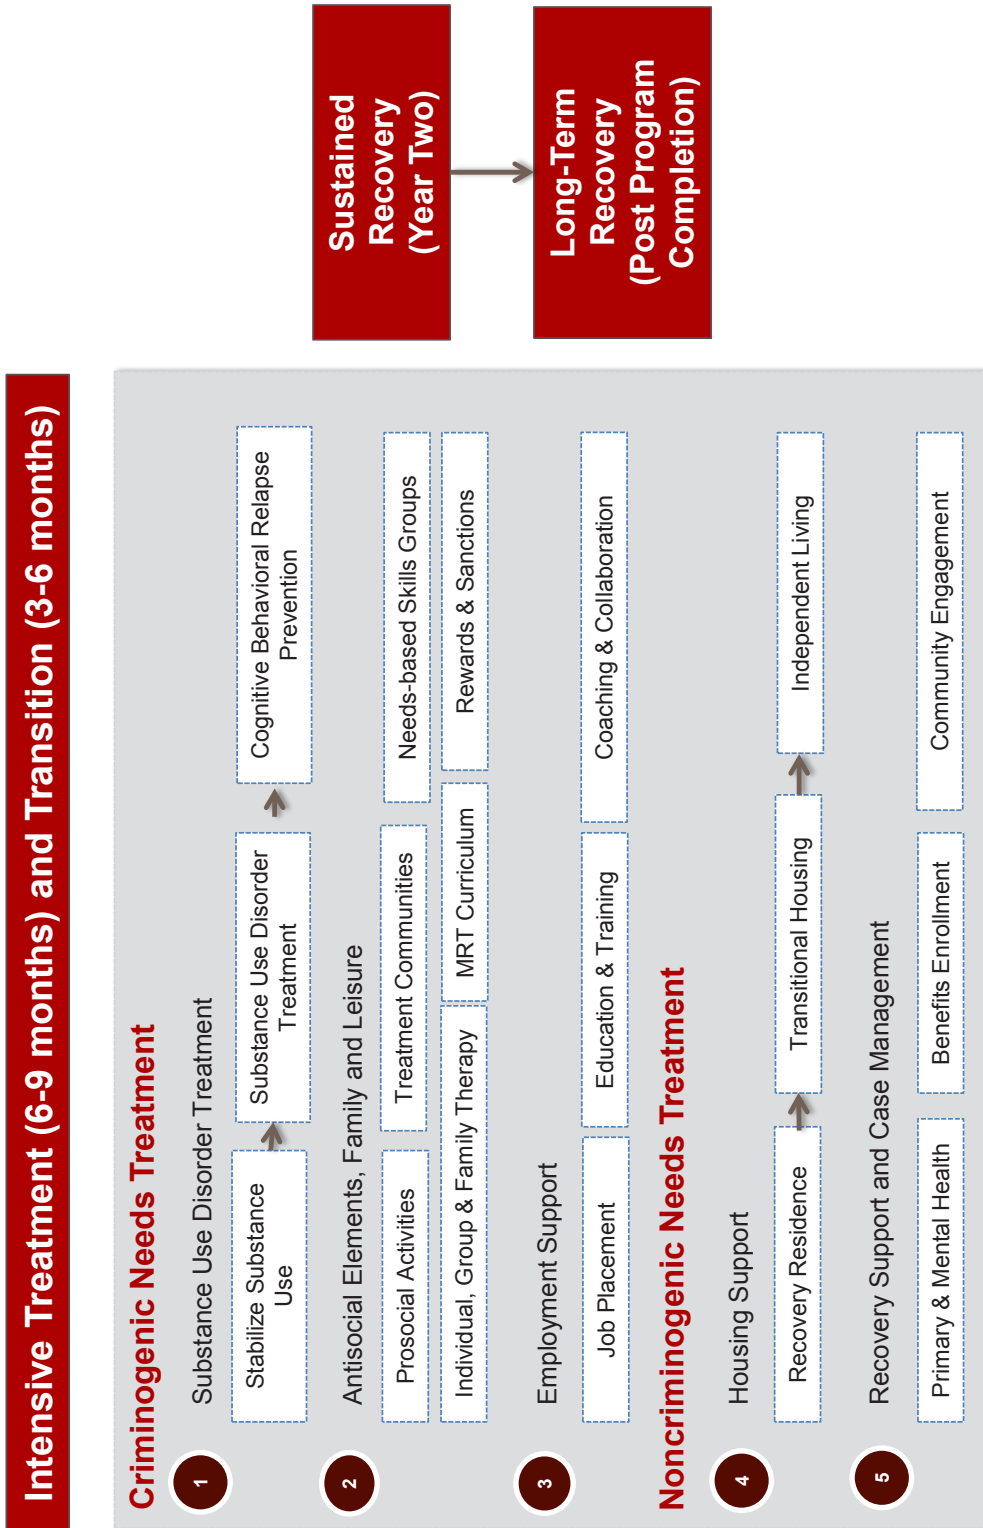 Intensive Treatment (6-9 months) and Transition (3-6 months)
Criminogenic Needs Treatment
1
Substance Use Disorder Treatment
Stabilize Substance
Use
Substance Use Disorder
Treatment
Cognitive Behavioral Relapse
Prevention
2
Antisocial Elements, Family and Leisure
Prosocial Activities
Treatment Communities
Needs-based Skills Groups
Individual, Group & Family Therapy
MRT Curriculum
Rewards & Sanctions
3
Employment Support
Job Placement
Education & Training
Coaching & Collaboration
Noncriminogenic Needs Treatment
4
Housing Support
Recovery Residence
Transitional Housing
Independent Living
5
Recovery Support and Case Management
Primary & Mental Health
Benefits Enrollment
Community Engagement
Sustained
Recovery
(Year Two)
Long-Term
Recovery
(Post Program
Completion)